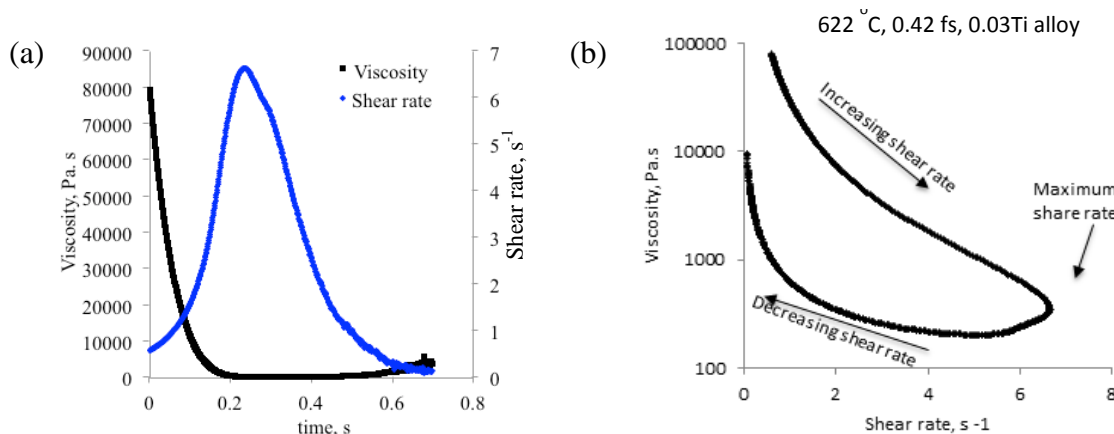 (a)
90000
80000
70000
60000
50000
40000
30000
20000
10000
0
Viscosity, Pa. s
0
0.2
0.4
0.6
0.8
time, s
7
6
5
4
3
2
1
0
Shear rate, s-1
Viscosity
Shear rate
(b)
622 °C, 0.42 fs, 0.03Ti alloy
100000
10000
1000
100
Viscosity, Pa.s
Increasing shear rate
Maximum
share rate
Decreasing shear rate
0
2
4
6
8
Shear rate, s -1